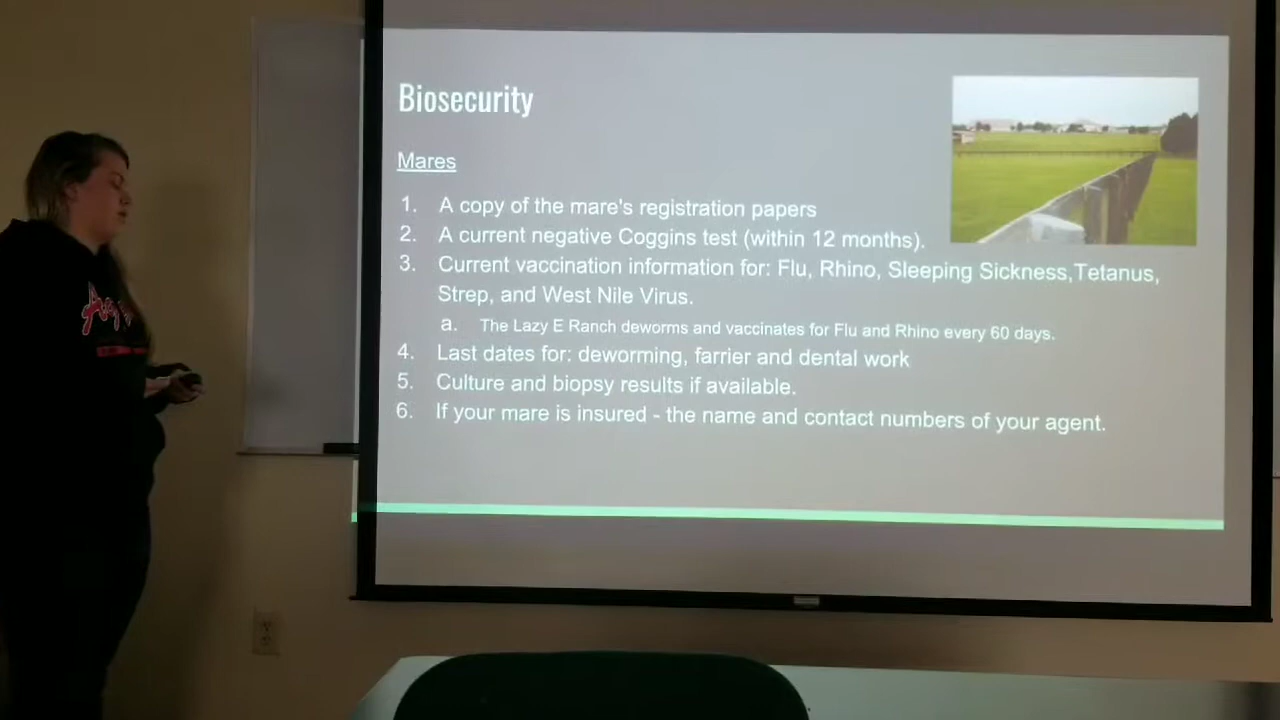 Biosecurity
Mares
1. A copy of the mare's registration papers
2. A current negative Coggins test (within 12 months).
3. Current vaccination information for: Flu, Rhino, Sleeping Sickness,Tetanus,
Strep, and West Nile Virus.
a. The Lazy E Ranch deworms and vaccinates for Flu and Rhino every 60 days.
4. Last dates for: deworming, farrier and dental work
5. Culture and biopsy results if available.
6. If your mare is insured - the name and contact numbers of your agent.